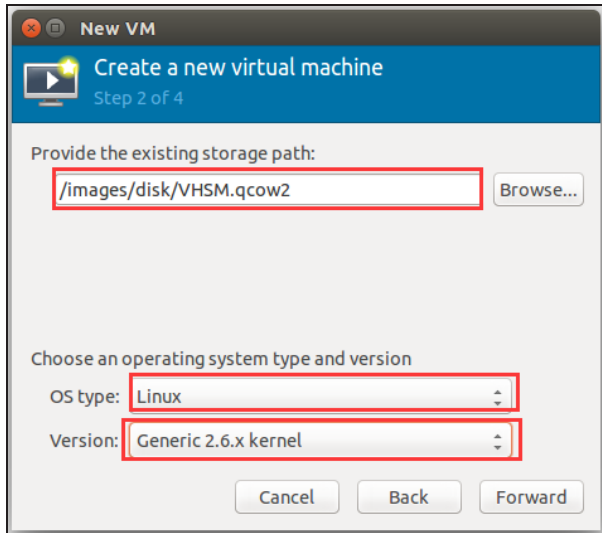 New VM
Create a new virtual machine
Step 2 of 4
Provide the existing storage path:
/images/disk/VHSM.qcow2 Browse...
Choose an operating system type and version
OS type: Linux
Version: Generic 2.6.x kernel
Cancel Back Forward